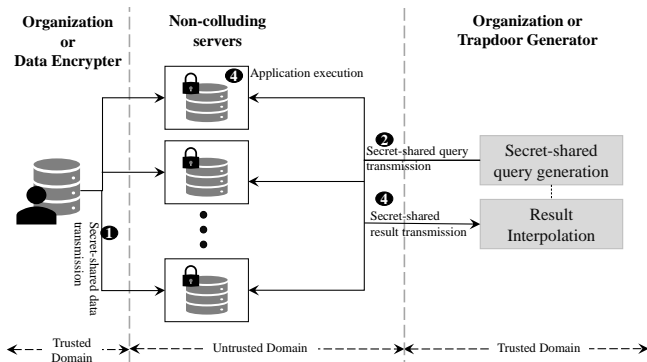 Organization
or
Data Encrypter
Non-colluding
servers
Organization or
Trapdoor Generator
4
Application execution
2
Secret-shared query
transmission
Secret-shared
query generation
4
Secret-shared
result transmission
Result
Interpolation
1
Secret-shared data
transmission
Trusted
Domain
Untrusted Domain
Trusted Domain